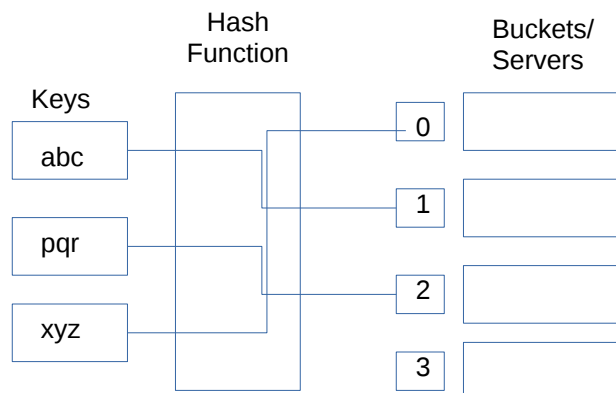 Hash
Function
Buckets/
Servers
Keys
abc
pqr
xyz
0
1
2
3